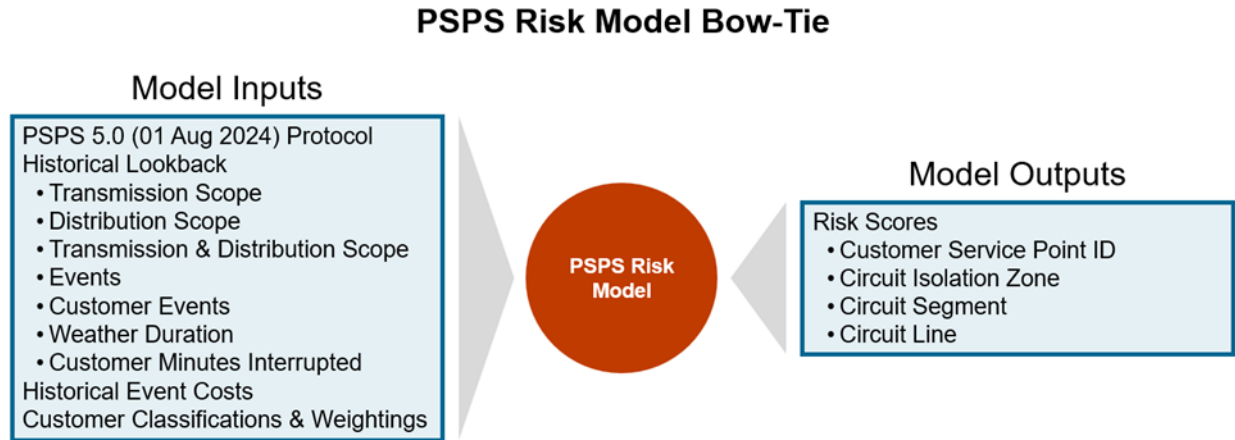 PSPS Risk Model Bow-Tie
Model Inputs
PSPS 5.0 (01 Aug 2024) Protocol
Historical Lookback
• Transmission Scope
• Distribution Scope
• Transmission & Distribution Scope
• Events
• Customer Events
• Weather Duration
• Customer Minutes Interrupted
Historical Event Costs
Customer Classifications & Weightings
PSPS Risk
Model
Model Outputs
Risk Scores
• Customer Service Point ID
• Circuit Isolation Zone
• Circuit Segment
• Circuit Line